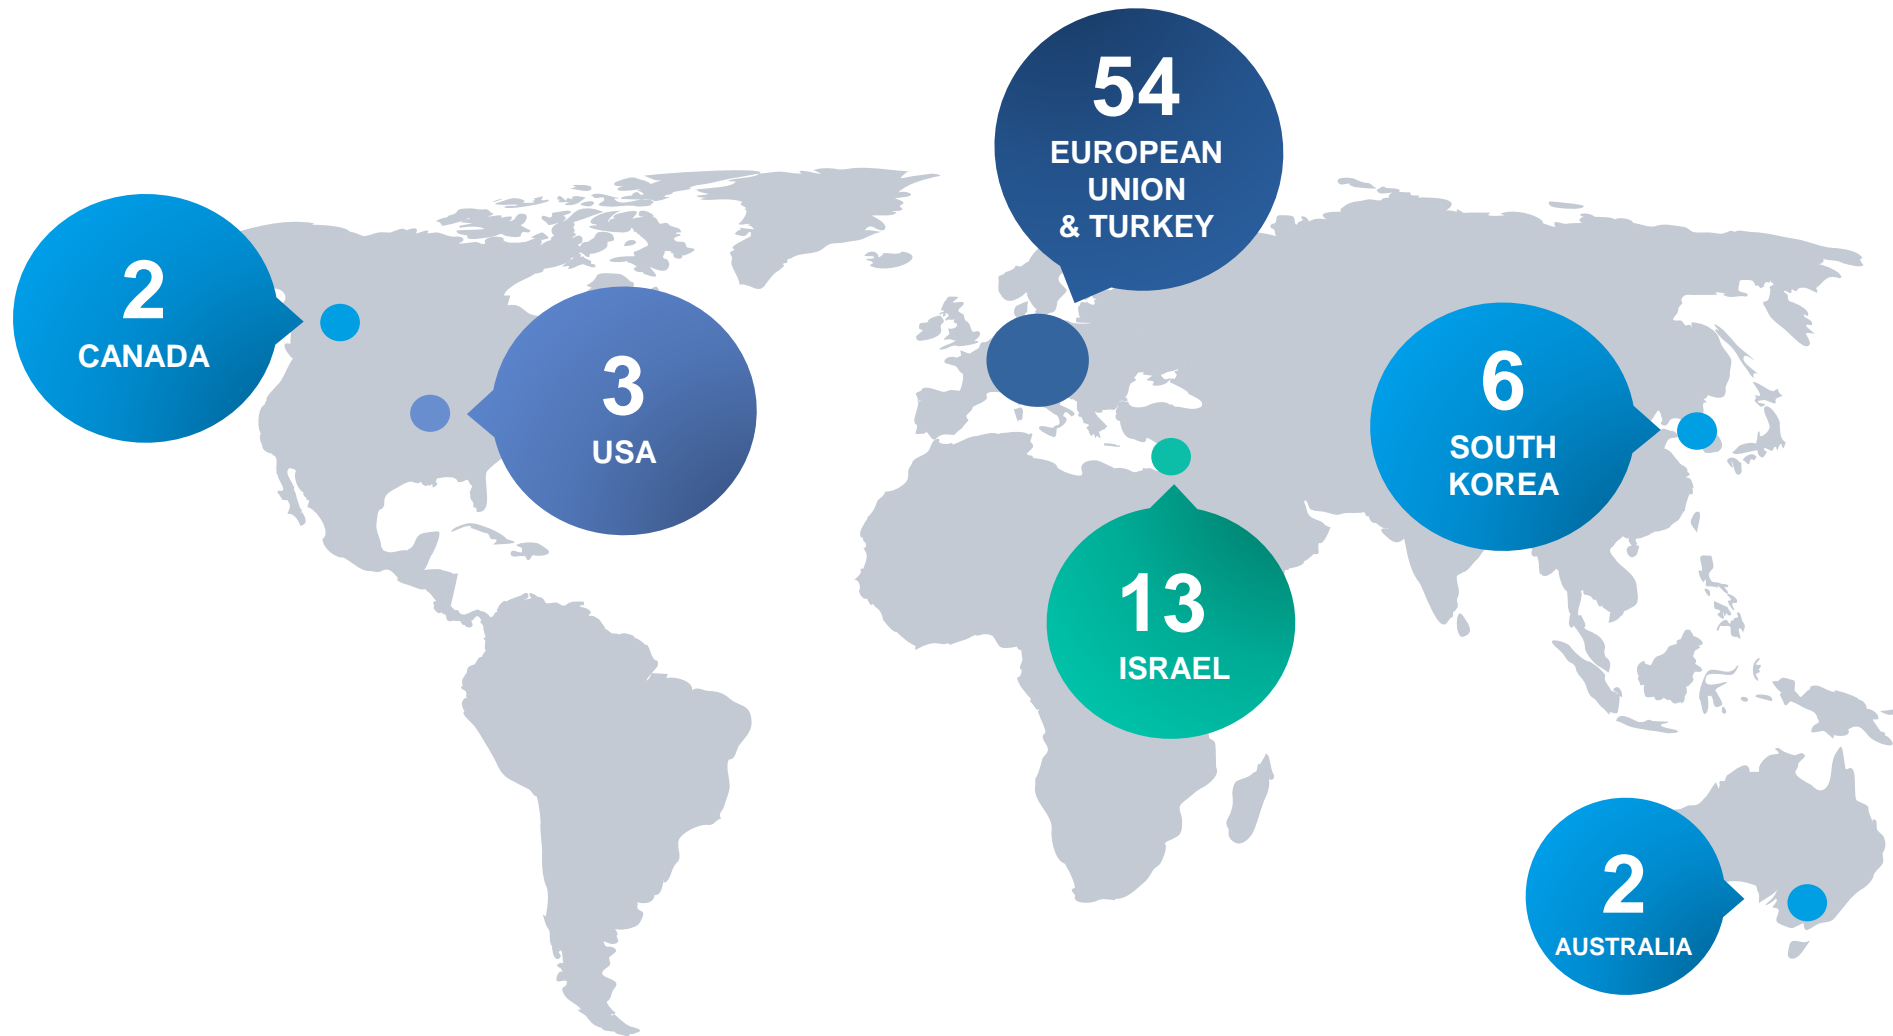 54
EUROPEAN
UNION
& TURKEY
2
CANADA
3
USA
6
SOUTH
KOREA
13
ISRAEL
2
AUSTRALIA